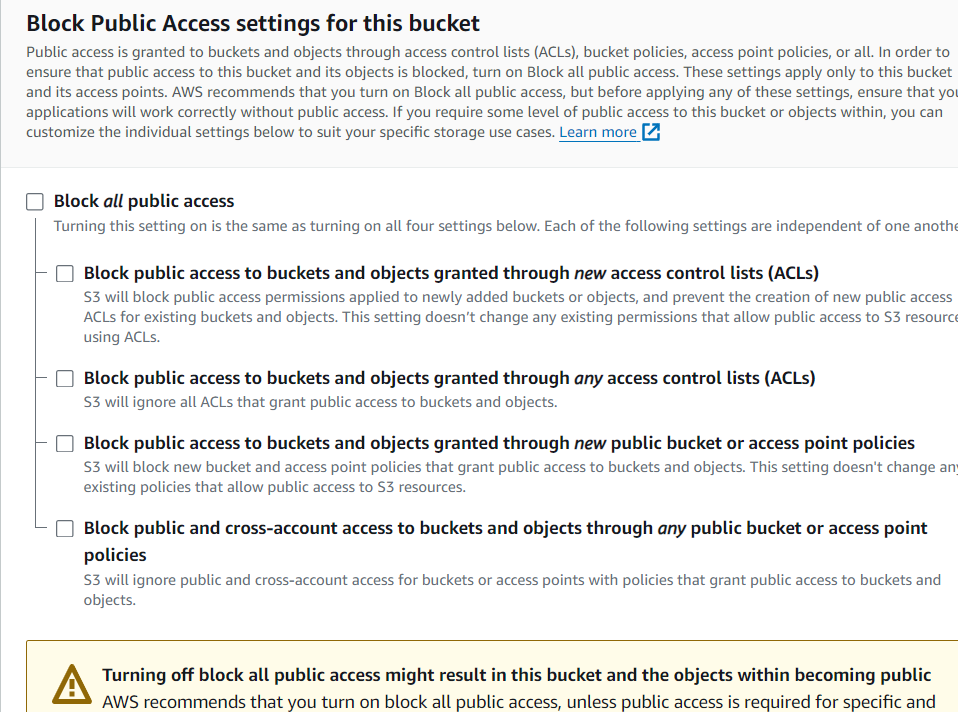 Block Public Access settings for this bucket
Public access is granted to buckets and objects through access control lists (ACLs), bucket policies, access point policies, or all. In order to
ensure that public access to this bucket and its objects is blocked, turn on Block all public access. These settings apply only to this bucket
and its access points. AWS recommends that you turn on Block all public access, but before applying any of these settings, ensure that you
applications will work correctly without public access. If you require some level of public access to this bucket or objects within, you can
customize the individual settings below to suit your specific storage use cases. Learn more
Block all public access
Turning this setting on is the same as turning on all four settings below. Each of the following settings are independent of one anothe
Block public access to buckets and objects granted through new access control lists (ACLs)
S3 will block public access permissions applied to newly added buckets or objects, and prevent the creation of new public access
ACLs for existing buckets and objects. This setting doesn’t change any existing permissions that allow public access to S3 resource
using ACLs.
Block public access to buckets and objects granted through any access control lists (ACLs)
S3 will ignore all ACLs that grant public access to buckets and objects.
Block public access to buckets and objects granted through new public bucket or access point policies
S3 will block new bucket and access point policies that grant public access to buckets and objects. This setting doesn't change any
existing policies that allow public access to S3 resources.
Block public and cross-account access to buckets and objects through any public bucket or access point
policies
S3 will ignore public and cross-account access for buckets or access points with policies that grant public access to buckets and
objects.
Turning off block all public access might result in this bucket and the objects within becoming public
AWS recommends that you turn on block all public access, unless public access is required for specific and